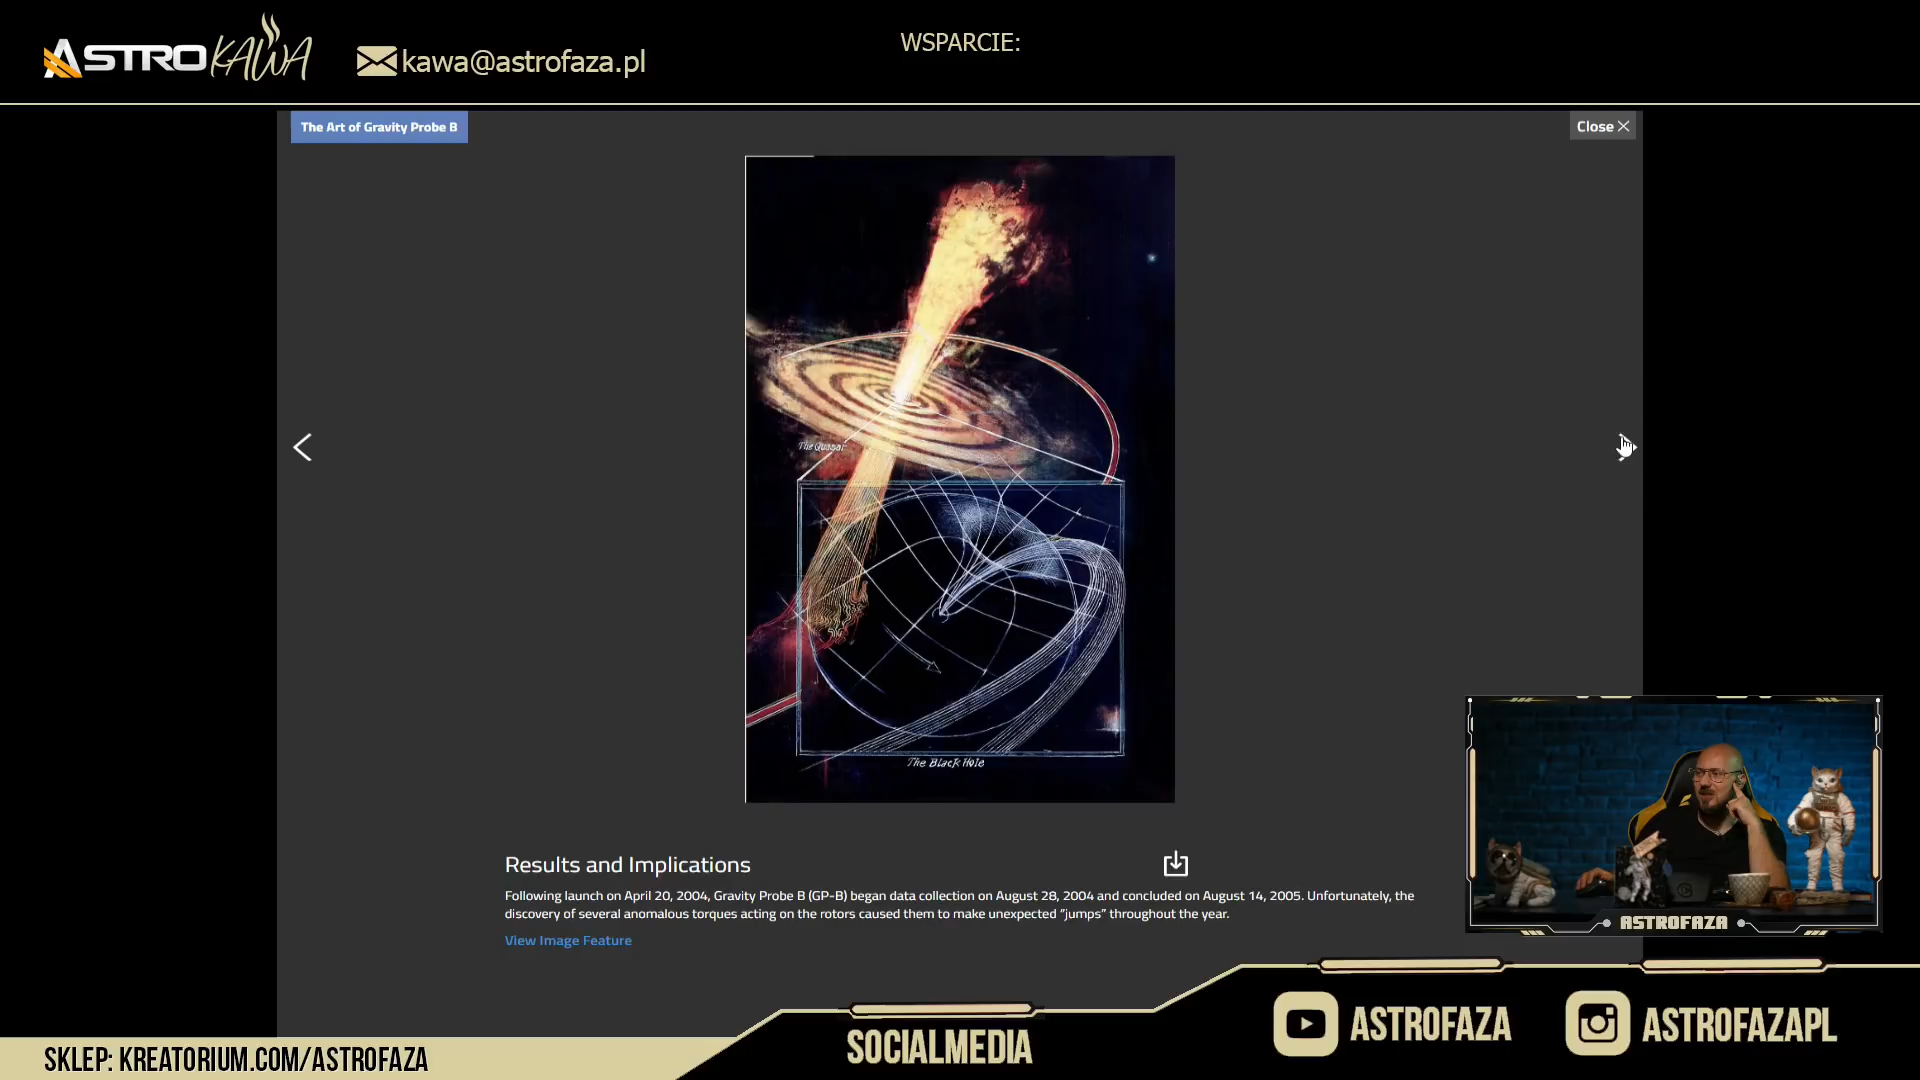 ASTRO KAWA
kawa@astrofaza.pl
WSPARCIE:
The Art of Gravity Probe B
Close
The Quasar
The Black Hole
Results and Implications
Following launch on April 20, 2004, Gravity Probe B (GP-B) began data collection on August 28, 2004 and concluded on August 14, 2005. Unfortunately, the
discovery of several anomalous torques acting on the rotors caused them to make unexpected “jumps” throughout the year.
View Image Feature
ASTROFAZA
SOCIALMEDIA
ASTROFAZA
ASTROFAZAPL
SKLEP: KREATORIUM.COM/ASTROFAZA